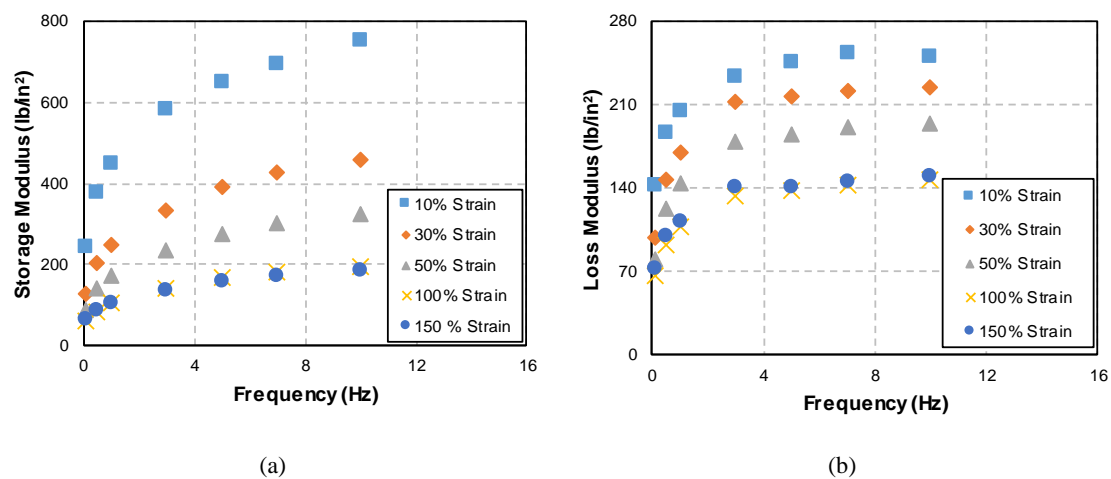 Storage Modulus (lb/in²)
800
600
400
200
0
0
4
8
12
16
Frequency (Hz)
10% Strain
30% Strain
50% Strain
100% Strain
150 % Strain
(a)
Loss Modulus (lb/in²)
280
210
140
70
0
0
4
8
12
16
Frequency (Hz)
10% Strain
30% Strain
50% Strain
100% Strain
150% Strain
(b)